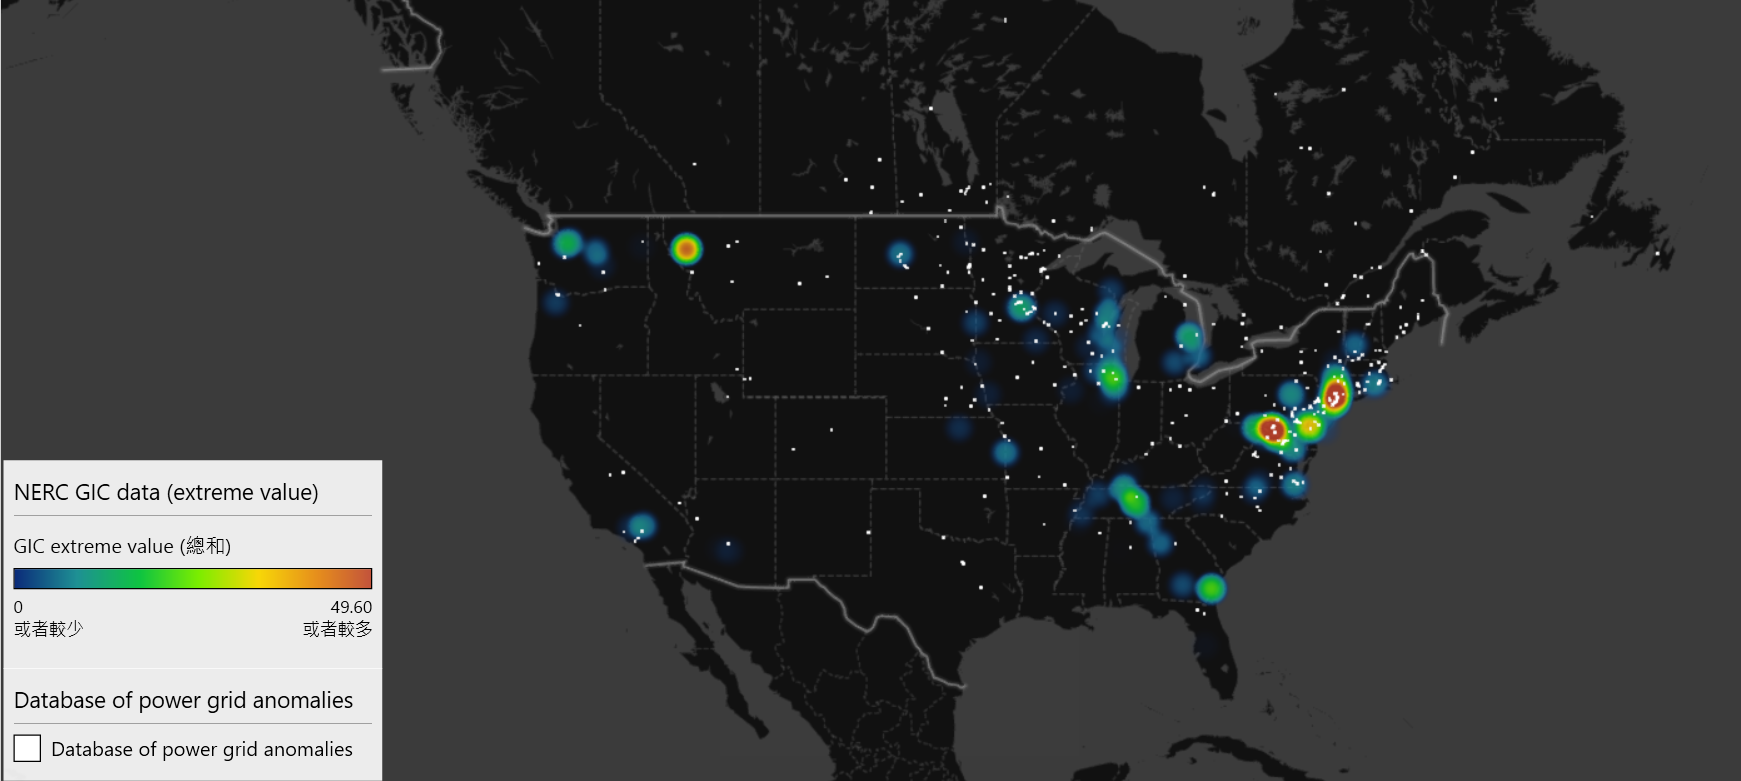 NERC GIC data (extreme value)
GIC extreme value (總和)
0 49.60
或者較少 或者較多
Database of power grid anomalies
Database of power grid anomalies